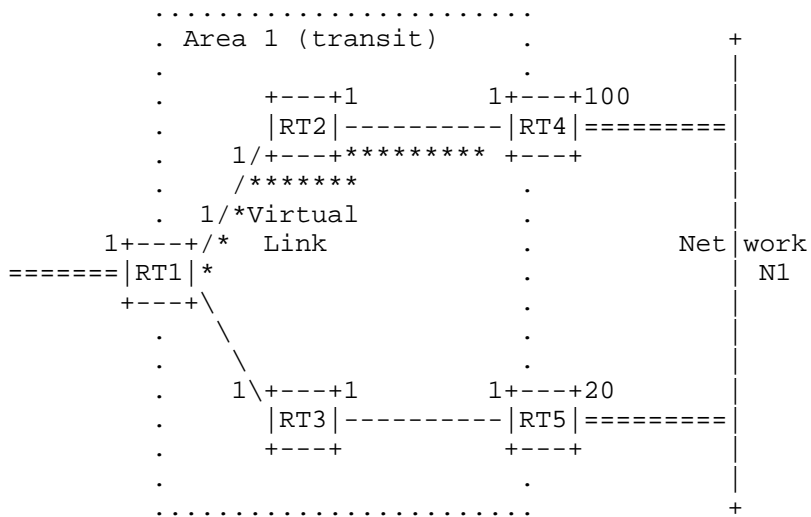 Area 1 (transit)
+---+1 1+---+100
|RT2|----------|RT4|=========
1/+---+********* +---+
/*******
1/*Virtual
1+---+/* Link Net|work
=======|RT1|* N1
+---+\
\
\
1\+---+1 1+---+20
|RT3|----------|RT5|=========
+---+ +---+